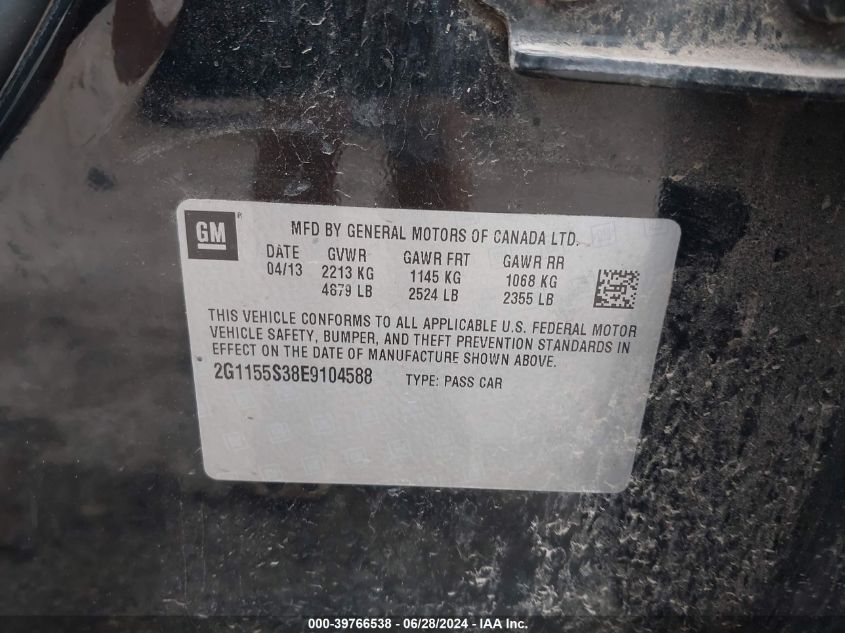 GM
MFD BY GENERAL MOTORS OF CANADA LTD.
DATE GVWR GAWR FRT GAWR RR
04/13 2213 KG 1145 KG 1068 KG
4879 LB 2524 LB 2355 LB
THIS VEHICLE CONFORMS TO ALL APPLICABLE U.S. FEDERAL MOTOR
VEHICLE SAFETY, BUMPER, AND THEFT PREVENTION STANDARDS IN
EFFECT ON THE DATE OF MANUFACTURE SHOWN ABOVE.
2G1155S38E9104588 TYPE: PASS CAR
000-39766538 - 06/28/2024 - IAA Inc.